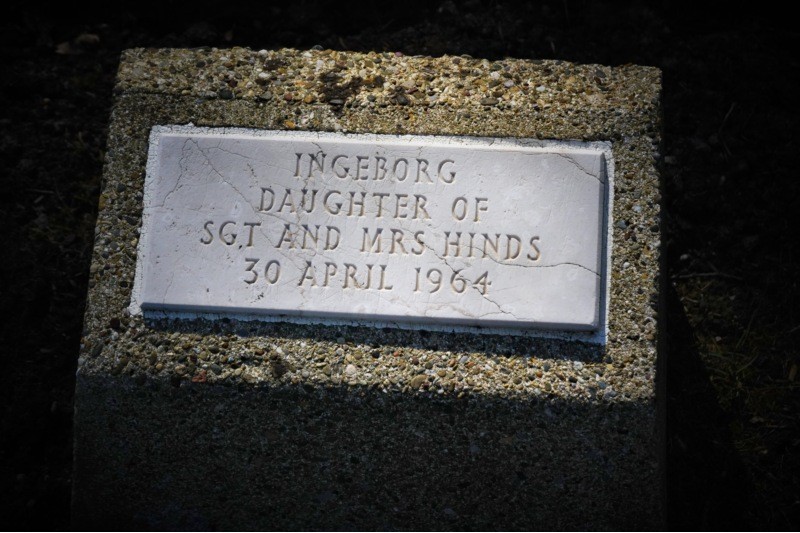 INGEBORG
DAUGHTER OF
SGT AND MRS HINDS
30 APRIL 1964